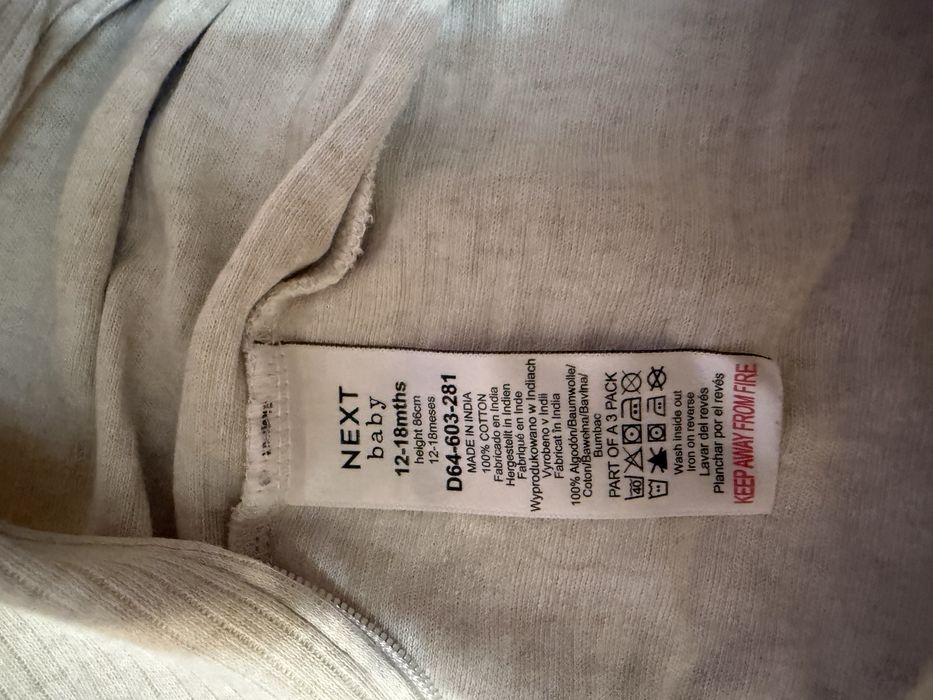 NEXT
baby
12-18mths
height 86cm
12-18meses
D64-603-281
MADE IN INDIA
100% COTTON
Fabricado en India
Hergestellt in Indien
Fabriqué en Inde
Wyprodukowano w Indiach
Vyrobeno v Indii
Fabricat în India
100% Algodón/Baumwolle/
Coton/Bawełna/Bavlna/
Bumbac
PART OF A 3 PACK
40
Wash inside out
Iron on reverse
Lavar del revés
Planchar por el revés
KEEP AWAY FROM FIRE